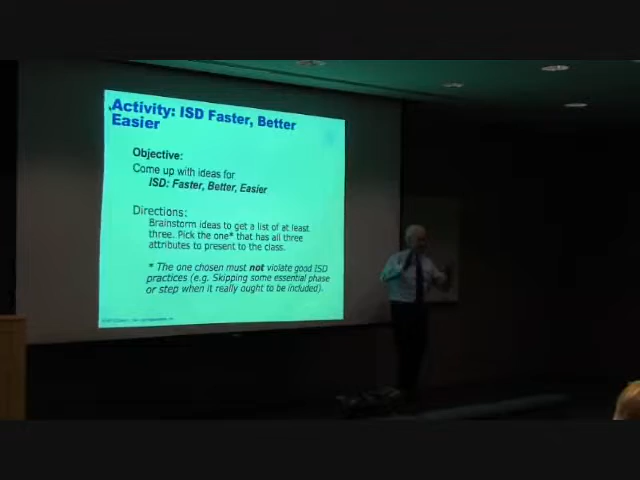 Activity: ISD Faster, Better
Easier
Objective:
Come up with ideas for
ISD: Faster, Better, Easier
Directions:
Brainstorm ideas to get a list of at least
three. Pick the one* that has all three
attributes to present to the class.
* The one chosen must not violate good ISD
practices (e.g. Skipping some essential phase
or step when it really ought to be included).